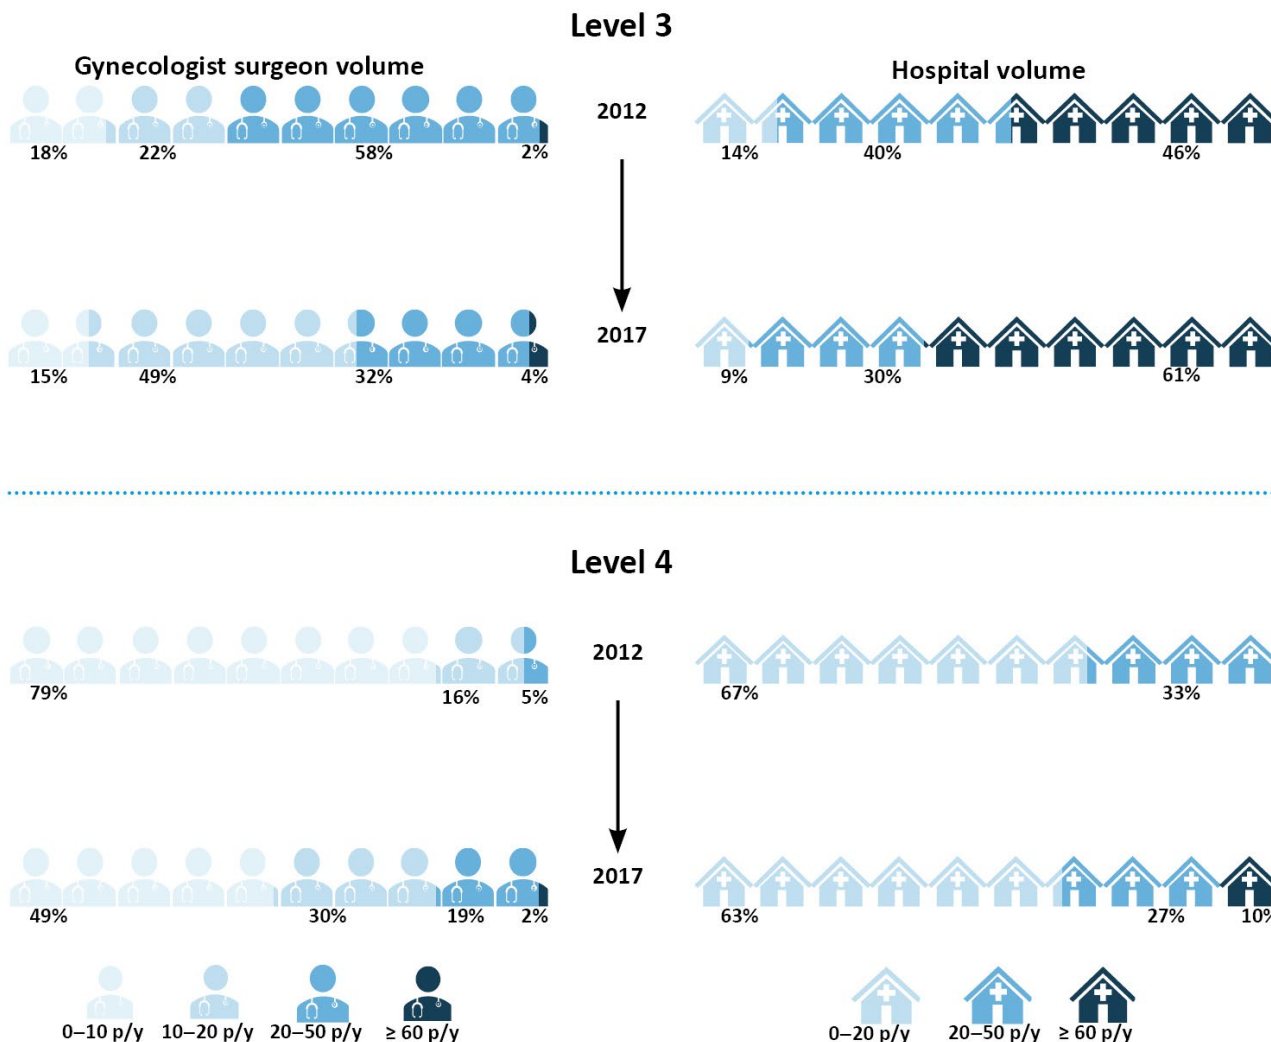 Level 3
Gynecologist surgeon volume
Hospital volume
2012
18% 22% 58% 2%
14% 40% 46%
2017
15% 49% 32% 4%
9% 30% 61%
Level 4
2012
79% 16% 5%
67% 33%
2017
49% 30% 19% 2%
63% 27% 10%
0–10 p/y 10–20 p/y 20–50 p/y ≥ 60 p/y
0–20 p/y 20–50 p/y ≥ 60 p/y